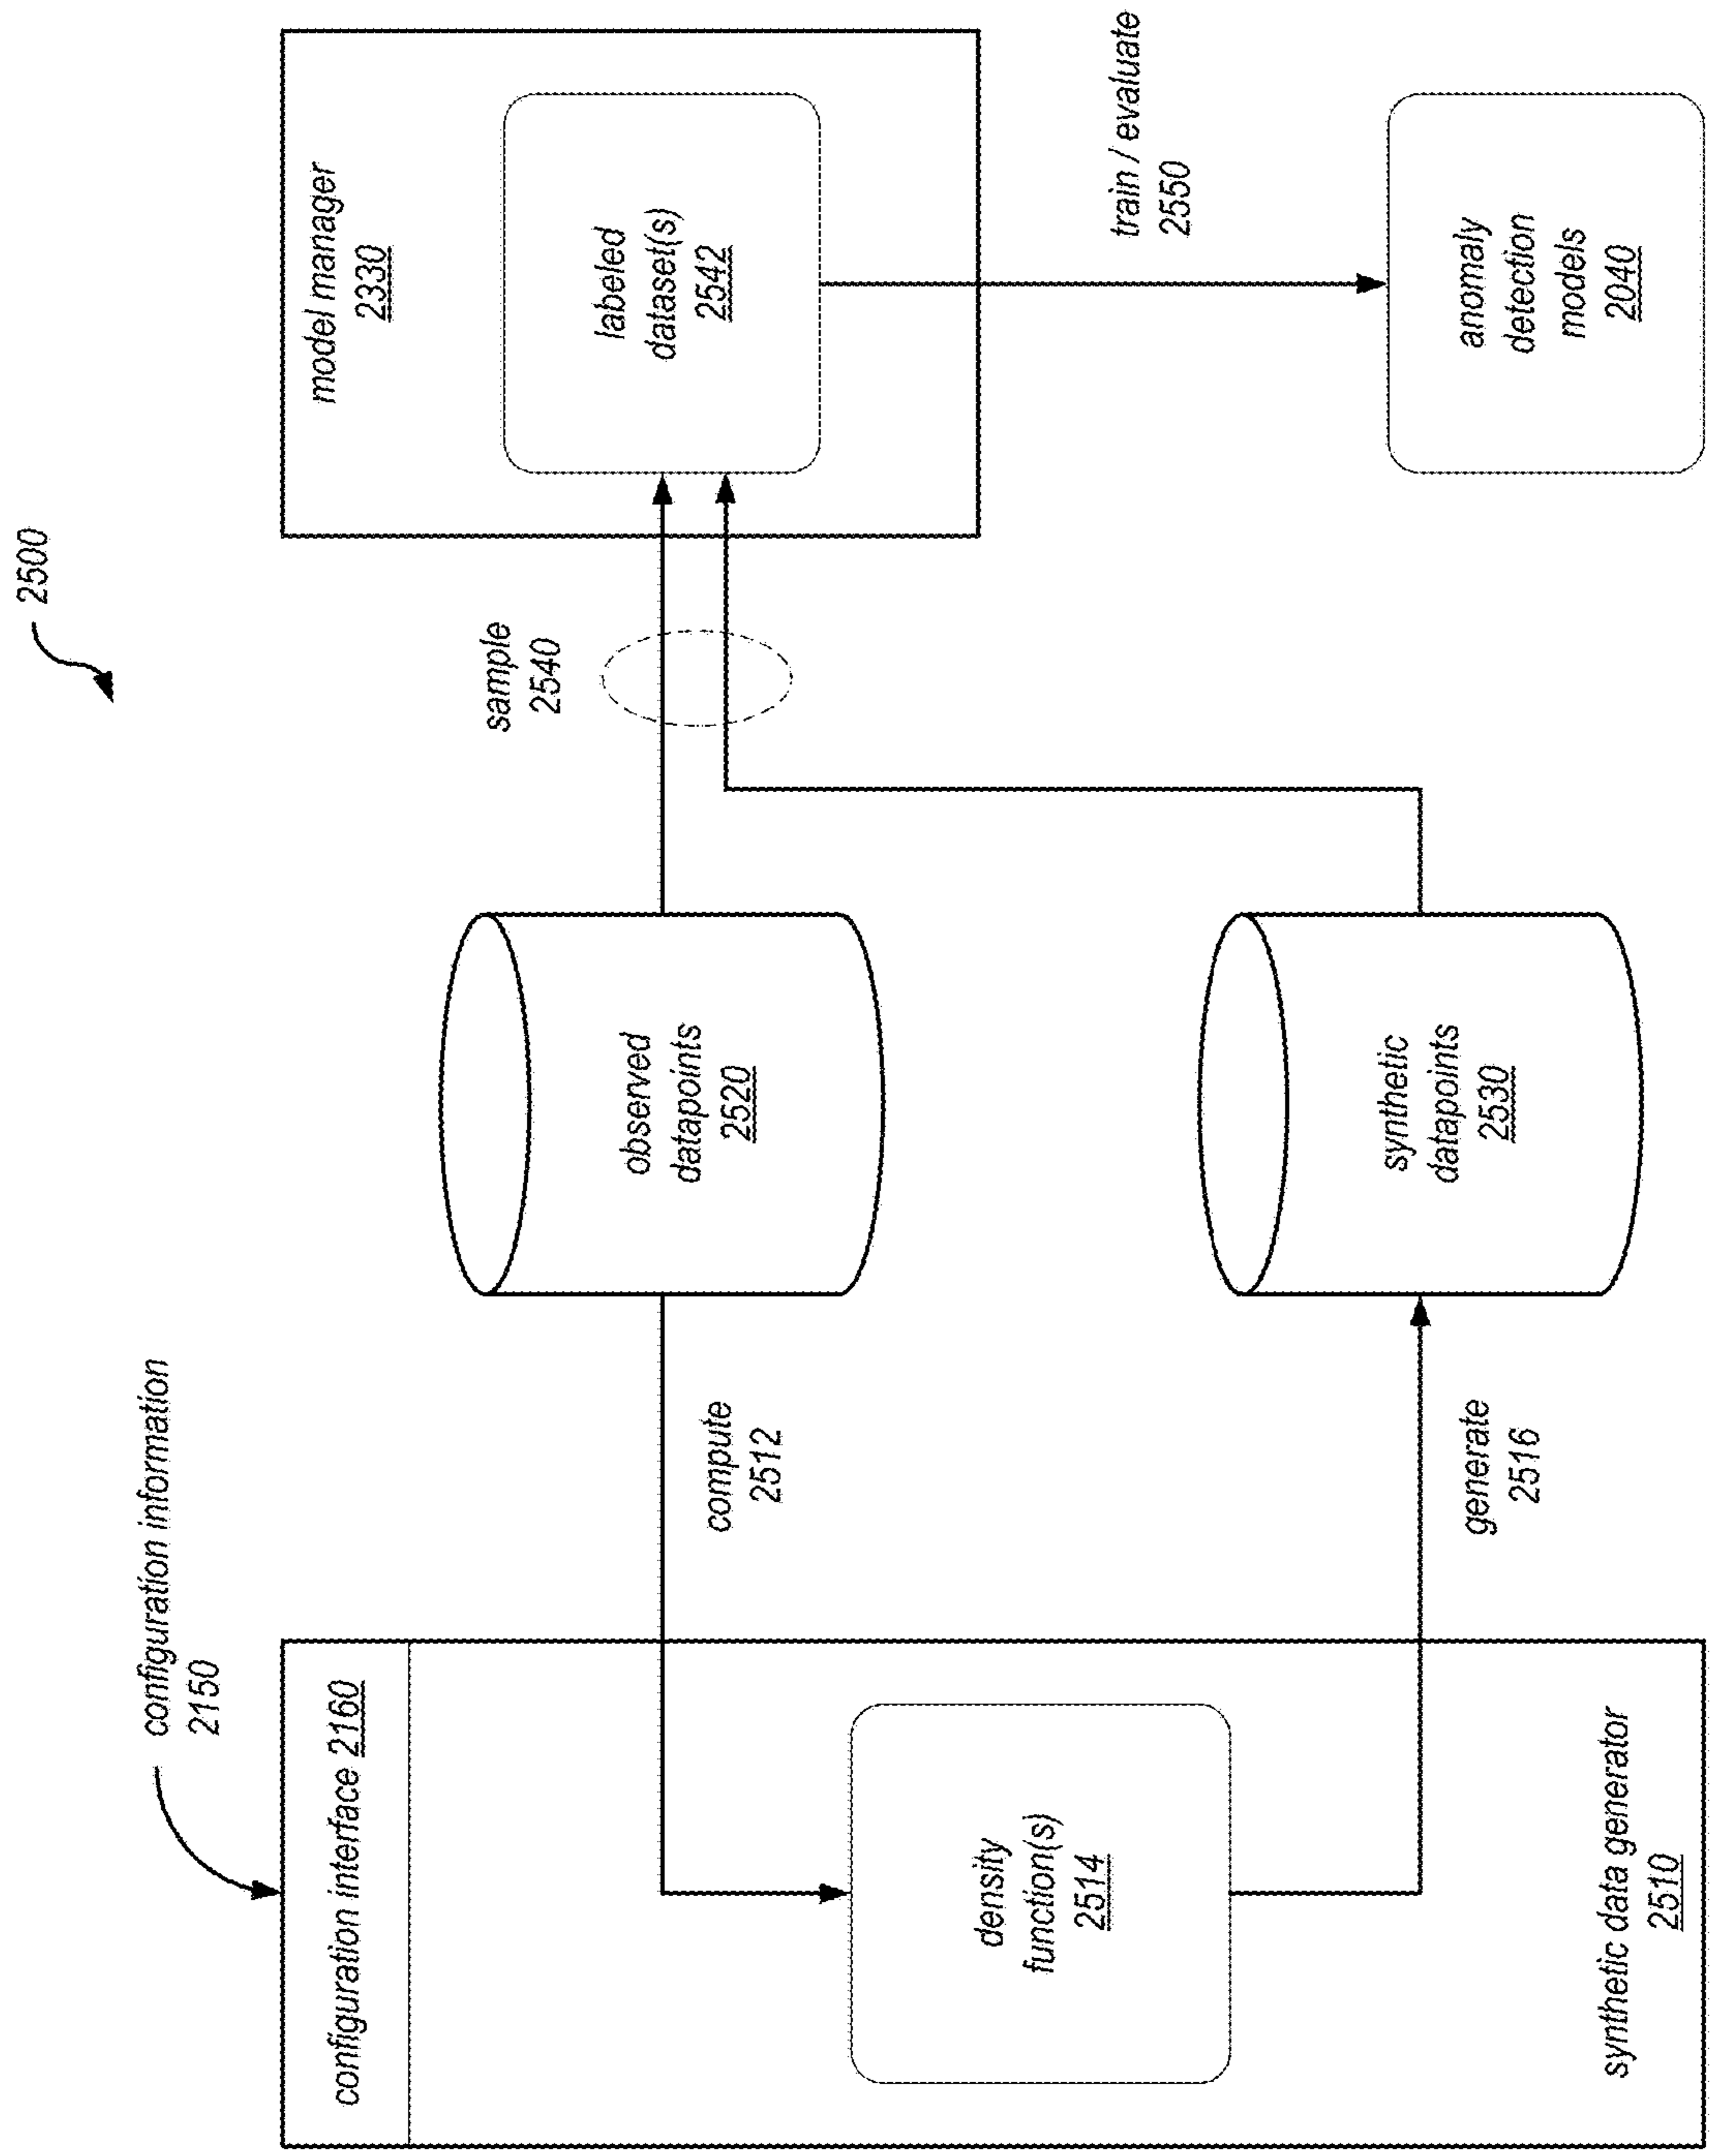 2500
configuration information
2150
configuration interface 2160
density
function(s)
2514
synthetic data generator
2510
compute
2512
generate
2516
observed
datapoints
2520
synthetic
datapoints
2530
sample
2540
model manager
2330
labeled
dataset(s)
2542
train / evaluate
2550
anomaly
detection
models
2040